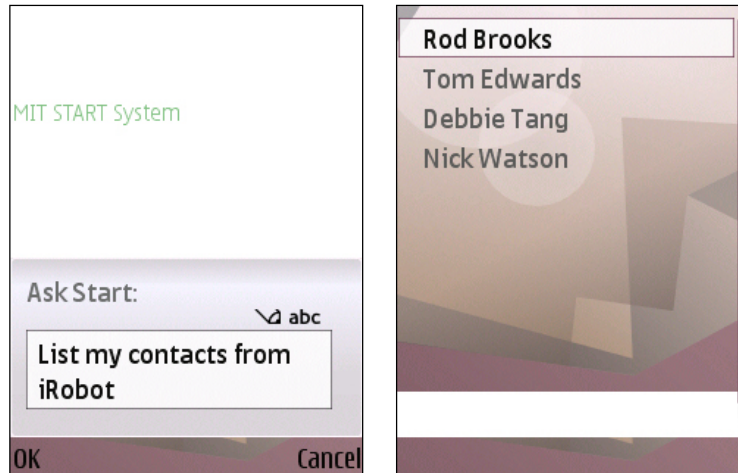 MIT START System
Ask Start:
abc
List my contacts from
iRobot
OK Cancel
Rod Brooks
Tom Edwards
Debbie Tang
Nick Watson